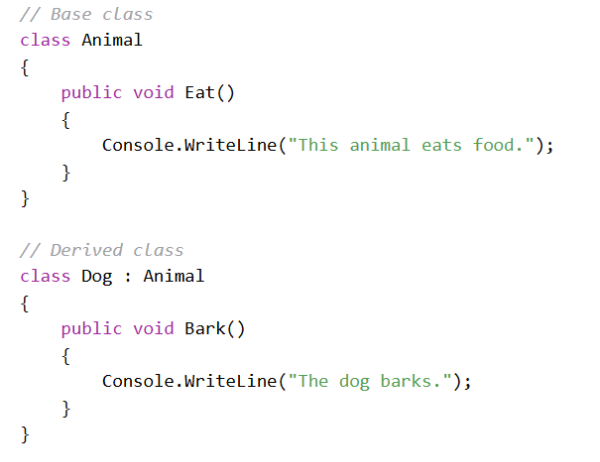 // Base class
class Animal
{
    public void Eat()
    {
        Console.WriteLine("This animal eats food.");
    }
}

// Derived class
class Dog : Animal
{
    public void Bark()
    {
        Console.WriteLine("The dog barks.");
    }
}